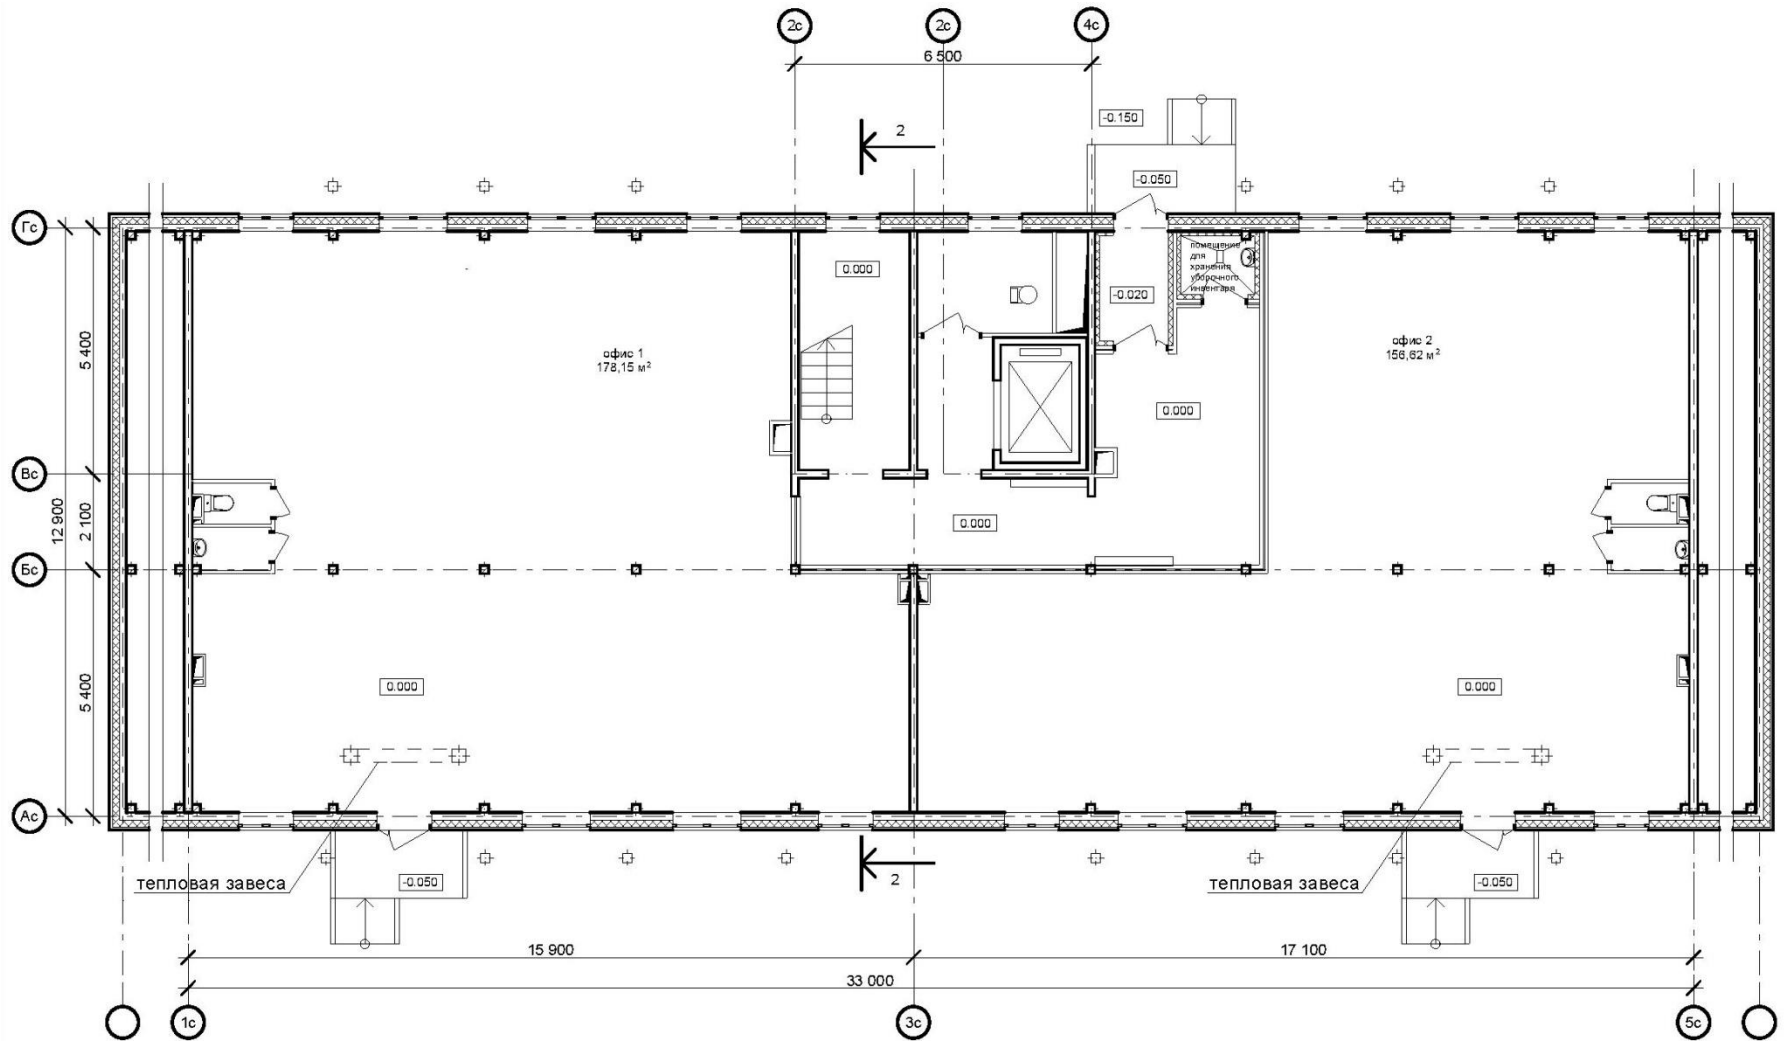 2с
2с
4с
6 500
2
-0.150
-0.050
Гс
помещение
для
хранения
уборочного
инвентаря
0.000
-0.020
5 400
офис 1
178,15 м²
офис 2
156,62 м²
0.000
Вс
12 900
2 100
0.000
Бс
5 400
0.000
0.000
Ас
тепловая завеса
-0.050
2
тепловая завеса
-0.050
15 900
17 100
33 000
1с
3с
5с